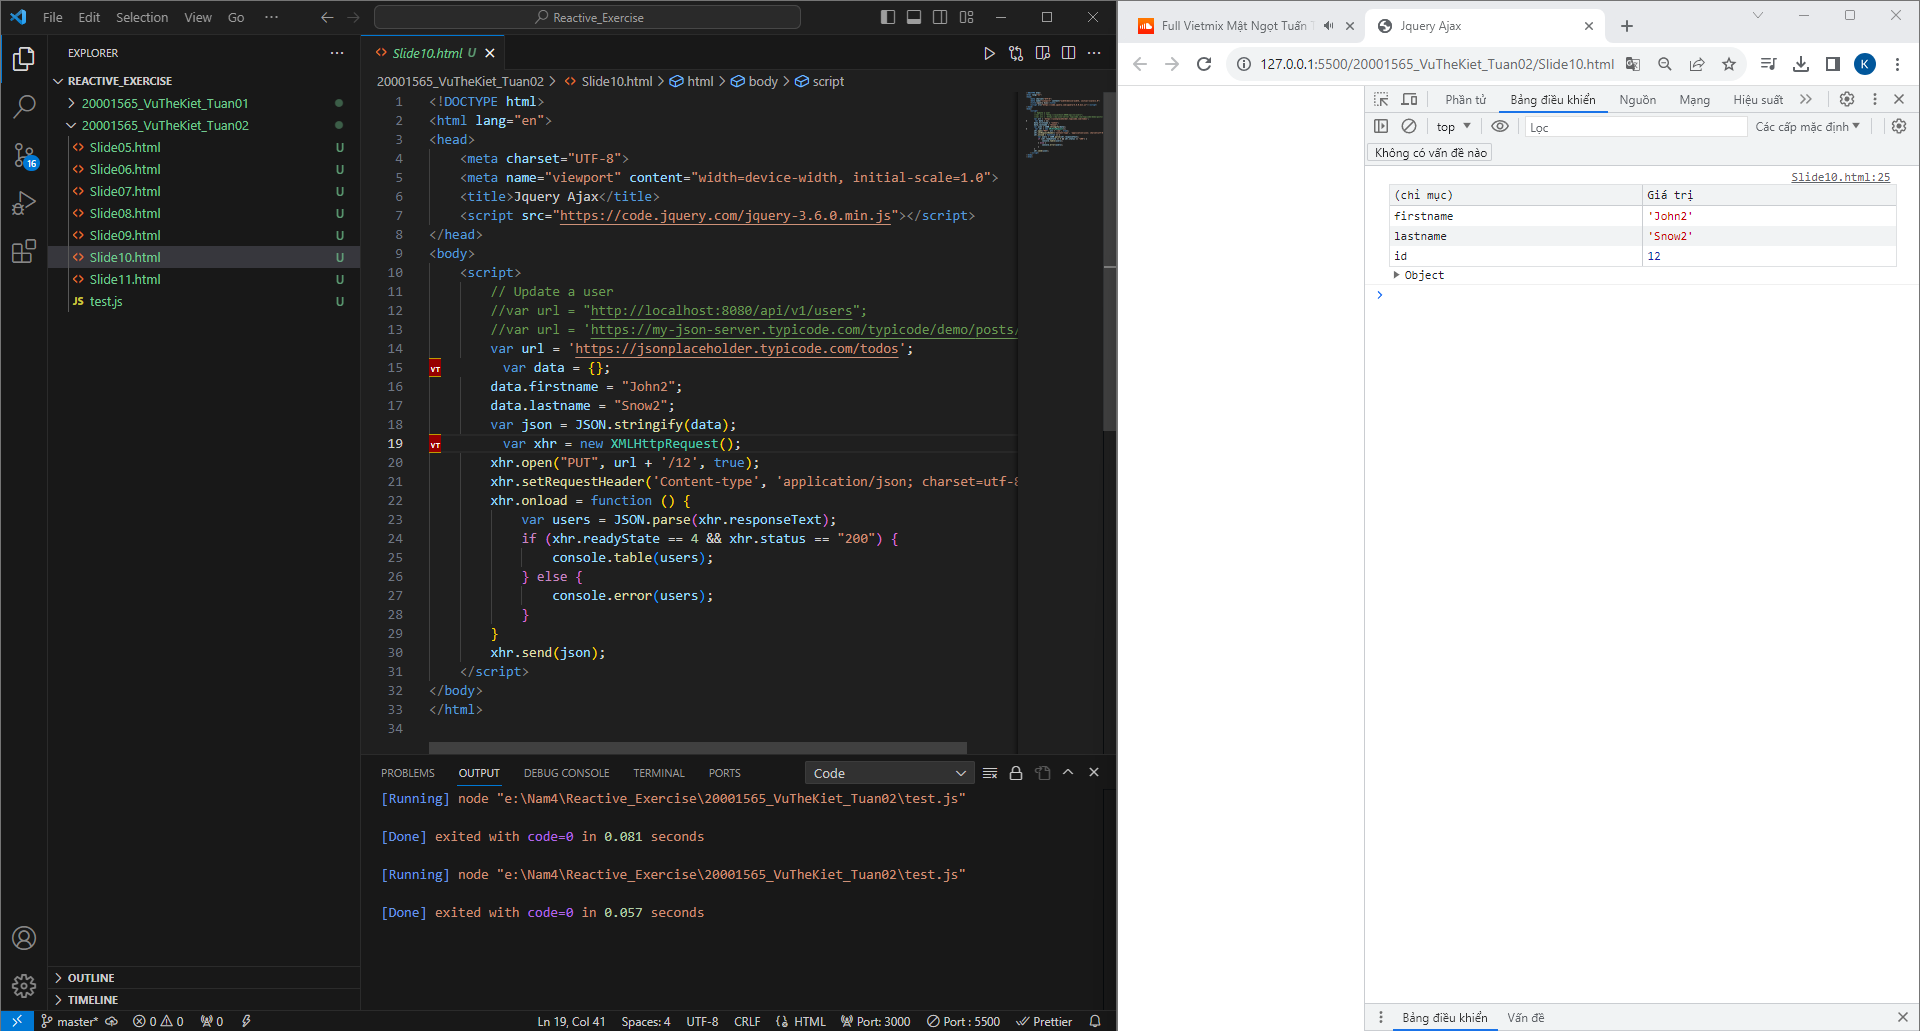 File Edit Selection View Go ··· Reactive_Exercise
EXPLORER ···
REACTIVE_EXERCISE
20001565_VuTheKiet_Tuan01
20001565_VuTheKiet_Tuan02
Slide05.html U
Slide06.html U
Slide07.html U
Slide08.html U
Slide09.html U
Slide10.html U
Slide11.html U
JS test.js U
OUTLINE
TIMELINE
16
Slide10.html U
20001565_VuTheKiet_Tuan02 > Slide10.html > html > body > script
1 <!DOCTYPE html>
2 <html lang="en">
3 <head>
4 <meta charset="UTF-8">
5 <meta name="viewport" content="width=device-width, initial-scale=1.0">
6 <title>Jquery Ajax</title>
7 <script src="https://code.jquery.com/jquery-3.6.0.min.js"></script>
8 </head>
9 <body>
10 <script>
11 // Update a user
12 //var url = "http://localhost:8080/api/v1/users";
13 //var url = 'https://my-json-server.typicode.com/typicode/demo/posts/
14 var url = 'https://jsonplaceholder.typicode.com/todos';
15 VT var data = {};
16 data.firstname = "John2";
17 data.lastname = "Snow2";
18 var json = JSON.stringify(data);
19 VT var xhr = new XMLHttpRequest();
20 xhr.open("PUT", url + '/12', true);
21 xhr.setRequestHeader('Content-type', 'application/json; charset=utf-8
22 xhr.onload = function () {
23 var users = JSON.parse(xhr.responseText);
24 if (xhr.readyState == 4 && xhr.status == "200") {
25 console.table(users);
26 } else {
27 console.error(users);
28 }
29 }
30 xhr.send(json);
31 </script>
32 </body>
33 </html>
34
PROBLEMS OUTPUT DEBUG CONSOLE TERMINAL PORTS Code
[Running] node "e:\Nam4\Reactive_Exercise\20001565_VuTheKiet_Tuan02\test.js"
[Done] exited with code=0 in 0.081 seconds
[Running] node "e:\Nam4\Reactive_Exercise\20001565_VuTheKiet_Tuan02\test.js"
[Done] exited with code=0 in 0.057 seconds
master* 0 0 0 Ln 19, Col 41 Spaces: 4 UTF-8 CRLF HTML Port: 3000 Port : 5500 Prettier
Full Vietmix Mật Ngọt Tuấn Jquery Ajax
127.0.0.1:5500/20001565_VuTheKiet_Tuan02/Slide10.html K
Phần tử Bảng điều khiển Nguồn Mạng Hiệu suất
top Lọc Các cấp mặc định
Không có vấn đề nào
Slide10.html:25
(chỉ mục) Giá trị
firstname 'John2'
lastname 'Snow2'
id 12
Object
Bảng điều khiển Vấn đề